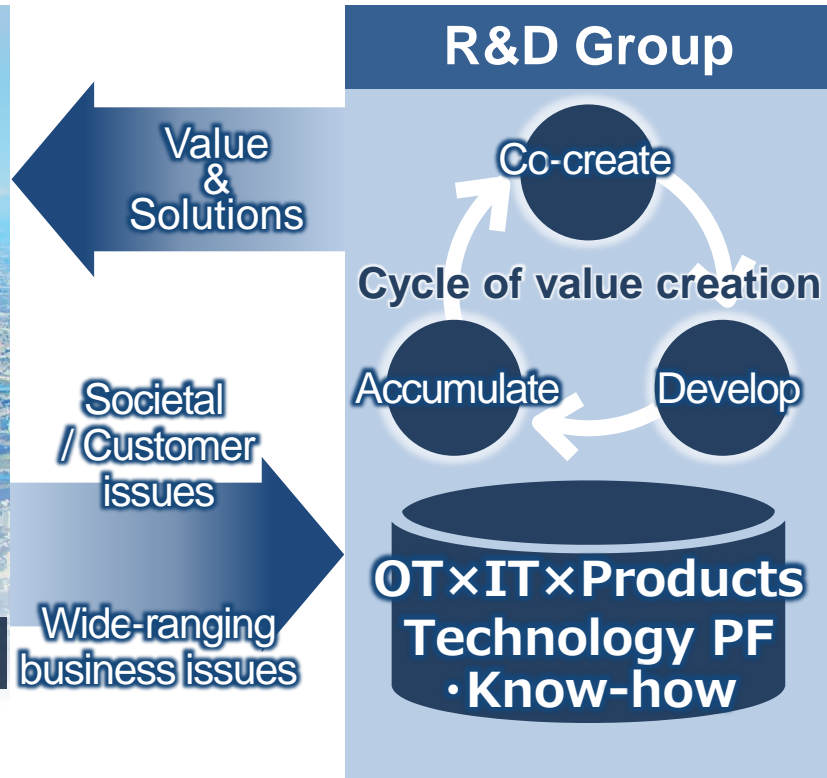 R&D Group
Value
&
Solutions
Co-create
Cycle of value creation
Accumulate
Develop
Societal
/ Customer
issues
Wide-ranging
business issues
OT×IT×Products
Technology PF
・Know-how